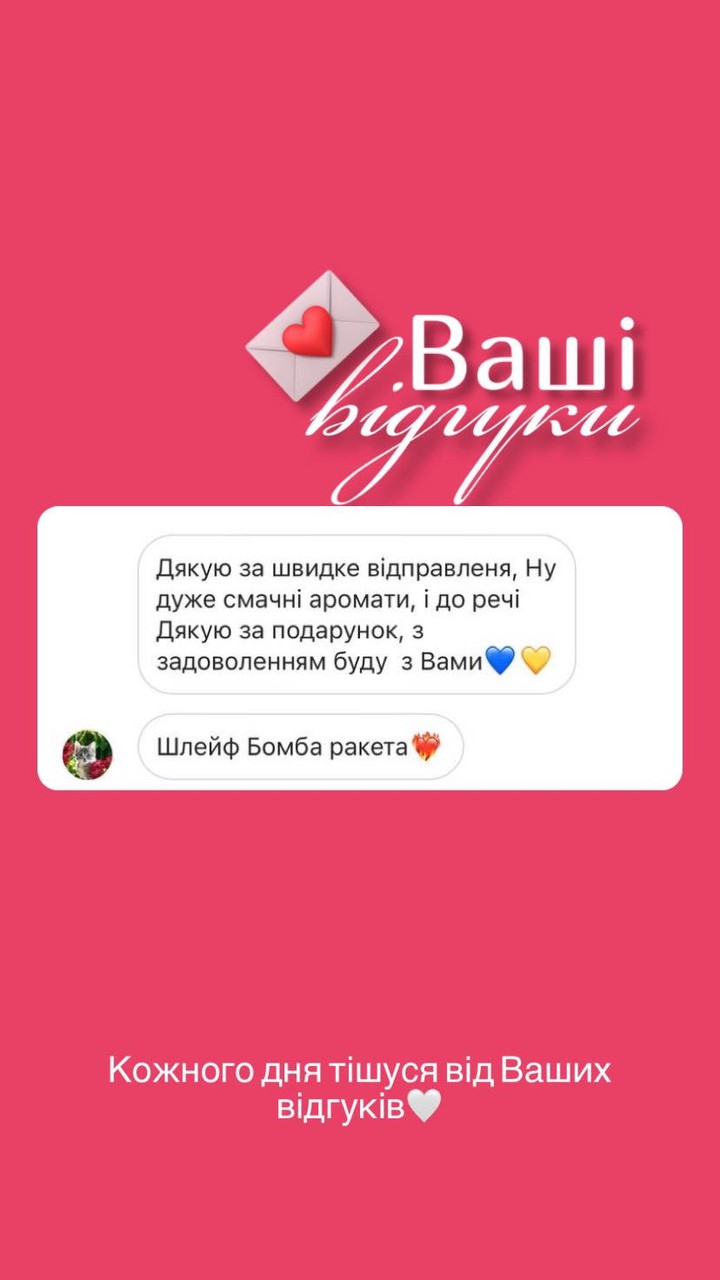 Ваші
відгуки
Дякую за швидке відправленя, Ну
дуже смачні аромати, і до речі
Дякую за подарунок, з
задоволенням буду з Вами💙💛
Шлейф Бомба ракета❤️‍🔥
Кожного дня тішуся від Ваших
відгуків🤍